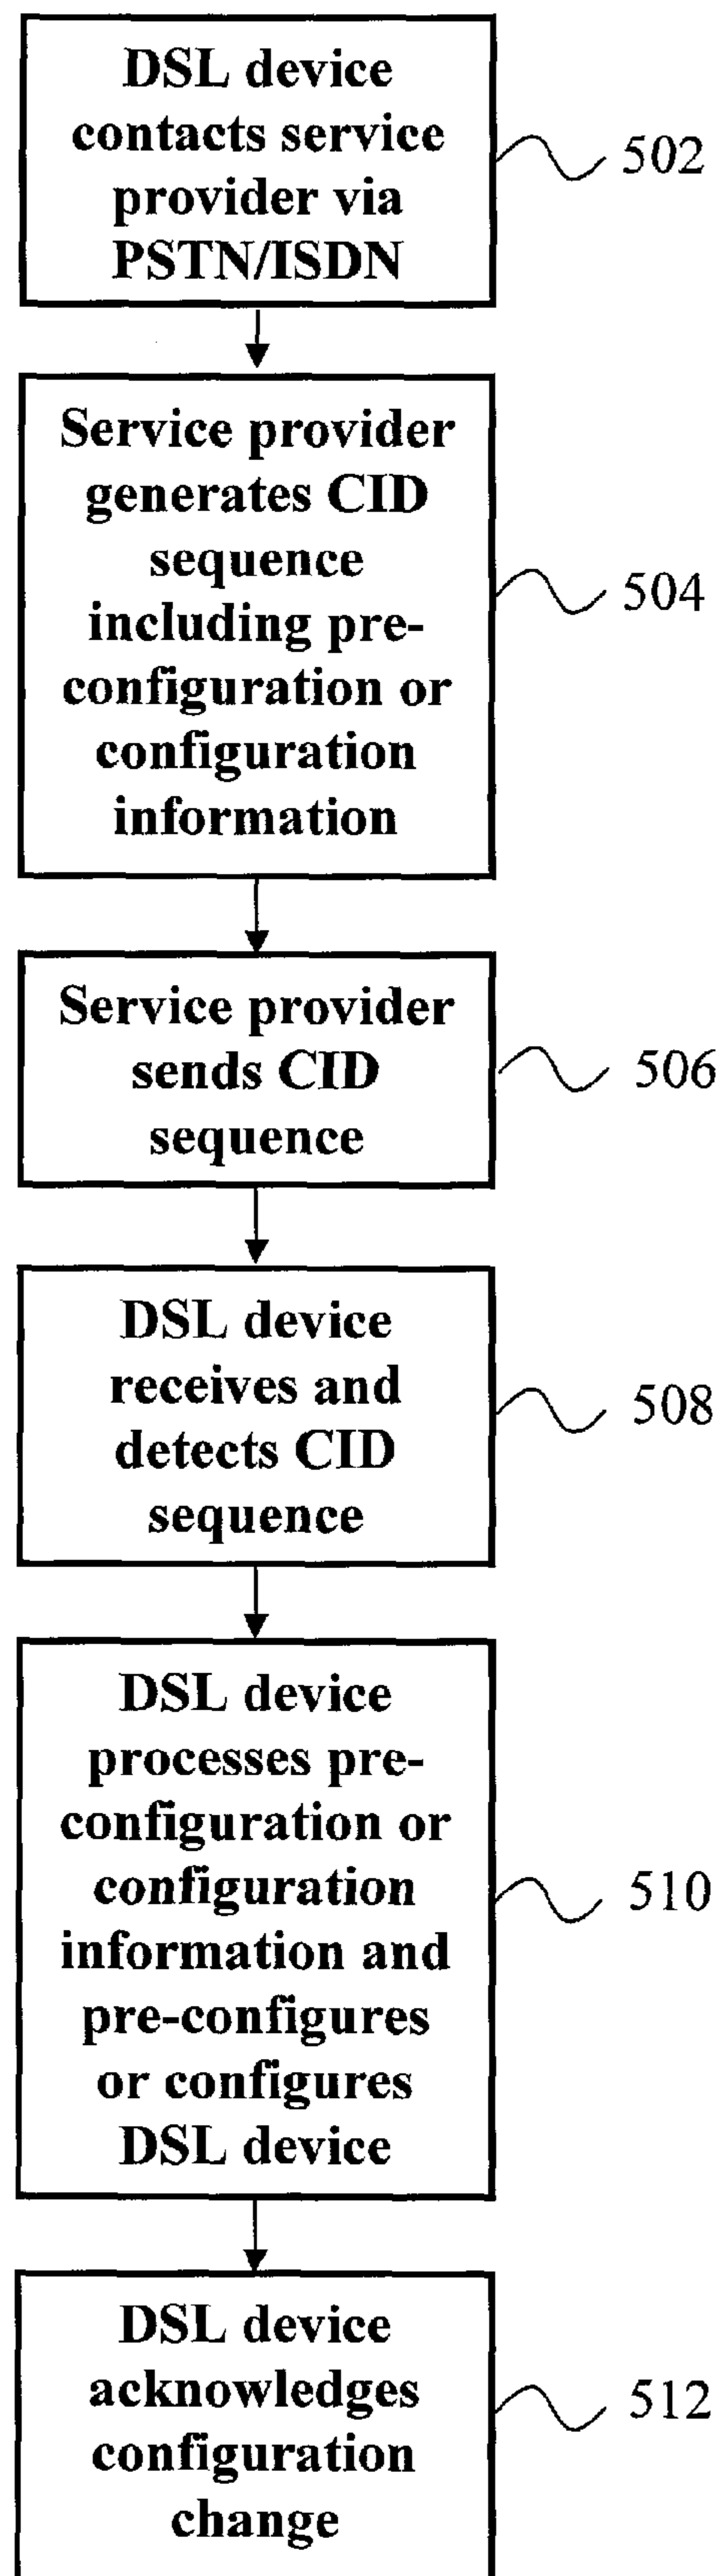 DSL device
contacts service
provider via
PSTN/ISDN
502
Service provider
generates CID
sequence
including pre-
configuration or
configuration
information
504
Service provider
sends CID
sequence
506
DSL device
receives and
detects CID
sequence
508
DSL device
processes pre-
configuration or
configuration
information and
pre-configures
or configures
DSL device
510
DSL device
acknowledges
configuration
change
512